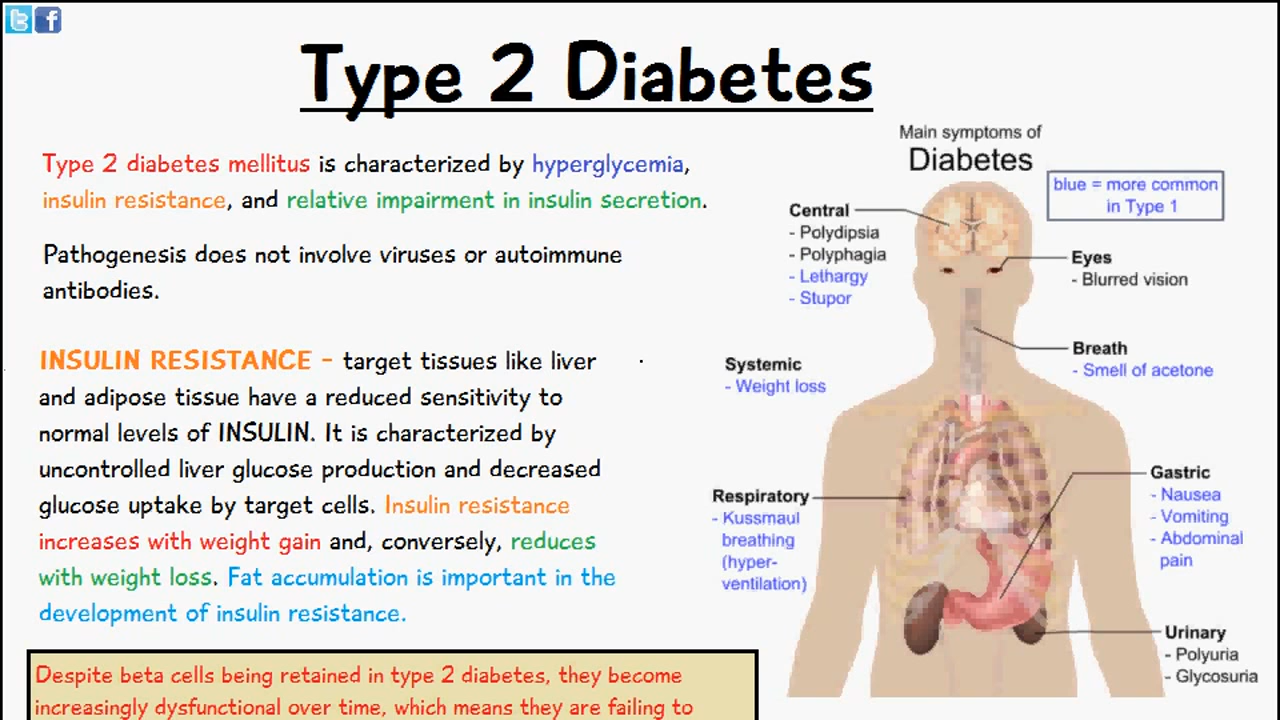 Type 2 Diabetes
Type 2 diabetes mellitus is characterized by hyperglycemia,
insulin resistance, and relative impairment in insulin secretion.
Pathogenesis does not involve viruses or autoimmune
antibodies.
INSULIN RESISTANCE - target tissues like liver
and adipose tissue have a reduced sensitivity to
normal levels of INSULIN. It is characterized by
uncontrolled liver glucose production and decreased
glucose uptake by target cells. Insulin resistance
increases with weight gain and, conversely, reduces
with weight loss. Fat accumulation is important in the
development of insulin resistance.
Despite beta cells being retained in type 2 diabetes, they become
increasingly dysfunctional over time, which means they are failing to
Main symptoms of
Diabetes
blue = more common
in Type 1
Central
- Polydipsia
- Polyphagia
- Lethargy
- Stupor
Eyes
- Blurred vision
Breath
- Smell of acetone
Systemic
- Weight loss
Respiratory
- Kussmaul
breathing
(hyper-
ventilation)
Gastric
- Nausea
- Vomiting
- Abdominal
pain
Urinary
- Polyuria
- Glycosuria